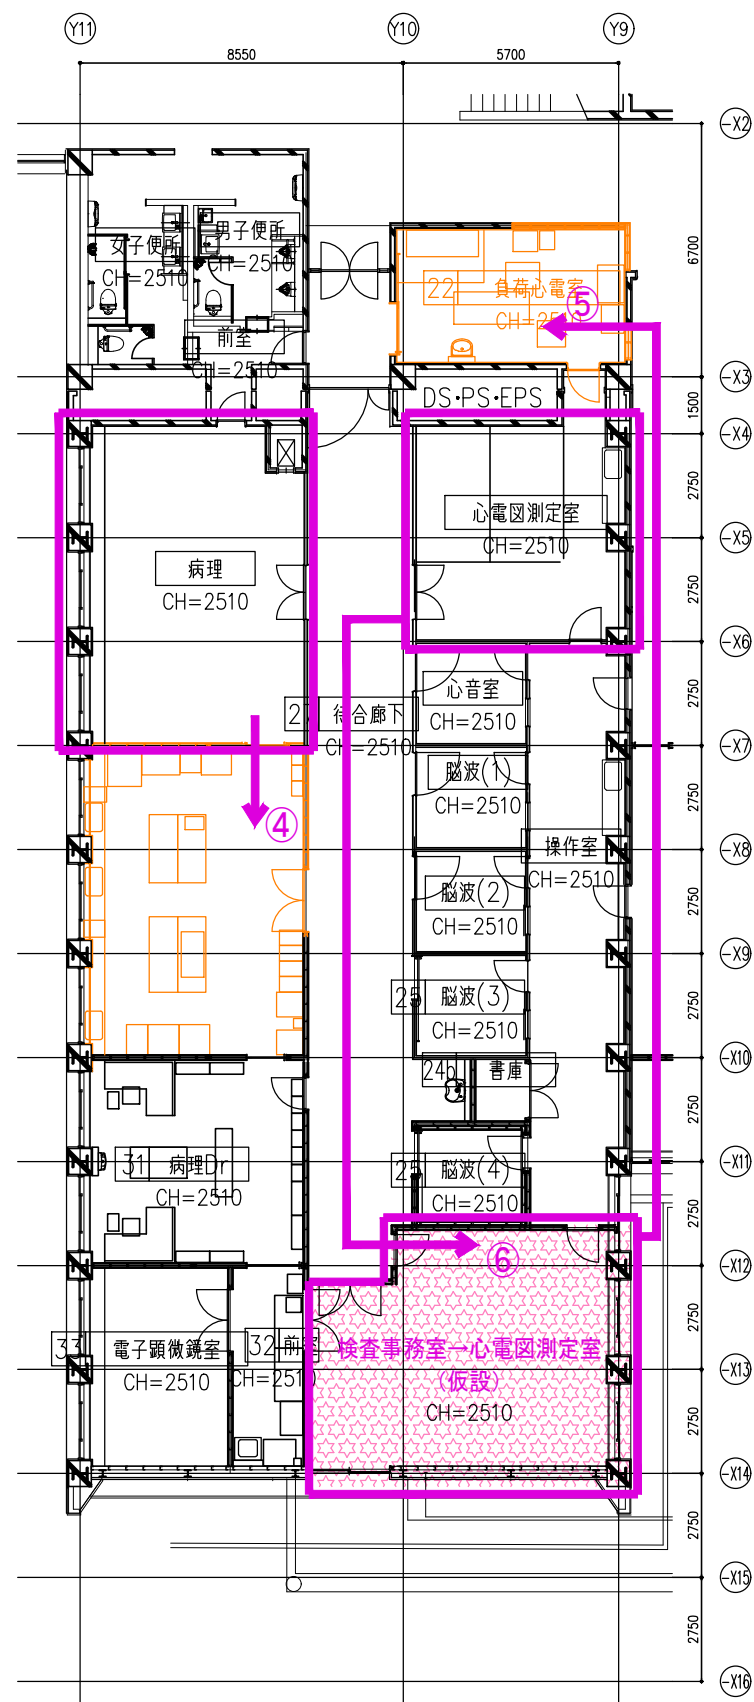 Y11
Y10
Y9
8550
5700
X2
6700
女子便所
CH=2510
男子便所
CH=2510
前室
CH=2510
22
負荷心電室
CH=2510
⑤
X3
DS・PS・EPS
1500
X4
2750
心電図測定室
CH=2510
X5
病理
CH=2510
2750
X6
心音室
CH=2510
2750
待合廊下
CH=2510
X7
④
脳波(1)
CH=2510
2750
操作室
CH=2510
X8
脳波(2)
CH=2510
2750
X9
25
脳波(3)
CH=2510
2750
X10
24b
書庫
2750
X11
31
病理Dr
CH=2510
25
脳波(4)
CH=2510
2750
⑥
X12
2750
33
電子顕微鏡室
CH=2510
32
前室
CH=2510
検査事務室→心電図測定室
(仮設)
CH=2510
X13
2750
X14
2750
X15
2750
X16